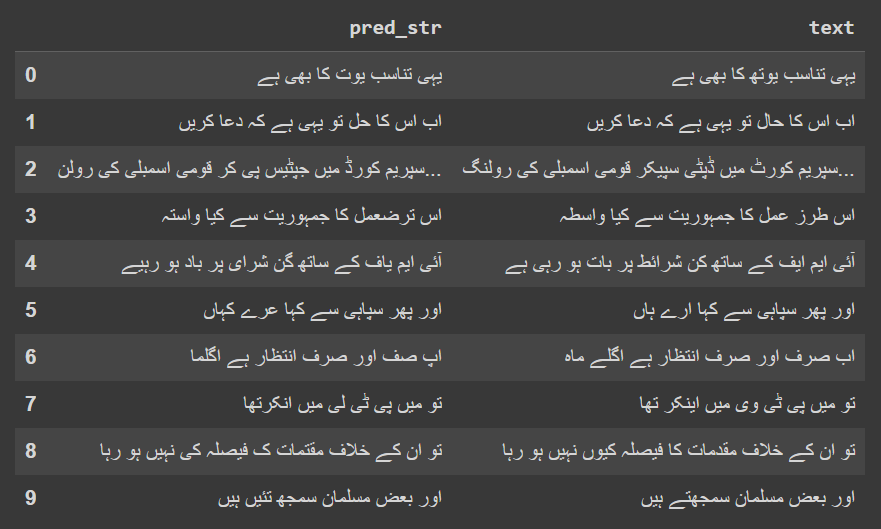 pred_str text
0 یہی تناسب یوت کا بھی ہے یہی تناسب یوتھ کا بھی ہے
1 اب اس کا حل تو یہی ہے کہ دعا کریں اب اس کا حال تو یہی ہے کہ دعا کریں
2 سپریم کورڈ میں جپٹیس پی کر قومی اسمبلی کی رولن... سپریم کورٹ میں ڈپٹی سپیکر قومی اسمبلی کی رولنگ...
3 اس ترضعمل کا جمہوریت سے کیا واستہ اس طرز عمل کا جمہوریت سے کیا واسطہ
4 آئی ایم یاف کے ساتھ گن شرای پر باد ہو رہیے آئی ایم ایف کے ساتھ کن شرائط پر بات ہو رہی ہے
5 اور پھر سپاہی سے کہا عرے کہاں اور پھر سپاہی سے کہا ارے ہاں
6 اپ صف اور صرف انتظار ہے اگلما اب صرف اور صرف انتظار ہے اگلے ماہ
7 تو میں پی ٹی لی میں انکرتھا تو میں پی ٹی وی میں اینکر تھا
8 تو ان کے خلاف مقتمات ک فیصلہ کی نہیں ہو رہا تو ان کے خلاف مقدمات کا فیصلہ کیوں نہیں ہو رہا
9 اور بعض مسلمان سمجھ تئیں ہیں اور بعض مسلمان سمجھتے ہیں